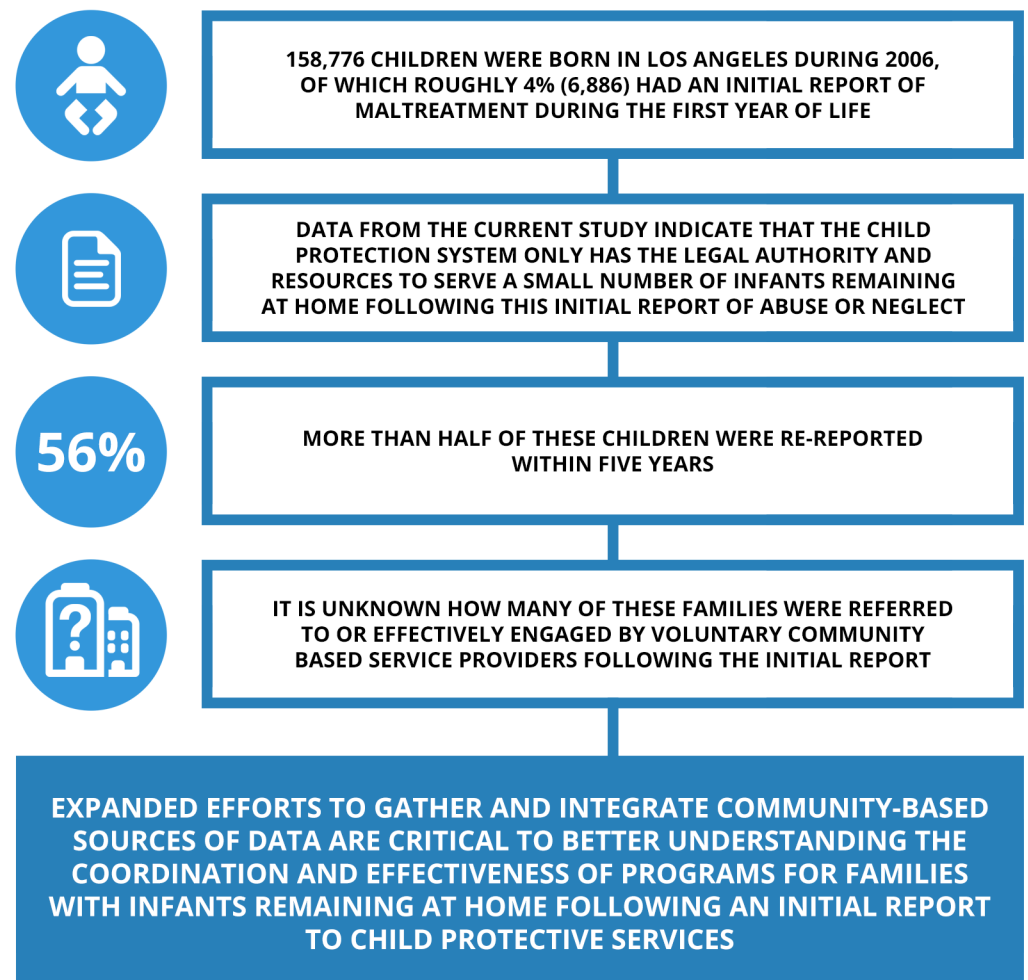 158,776 CHILDREN WERE BORN IN LOS ANGELES DURING 2006,
OF WHICH ROUGHLY 4% (6,886) HAD AN INITIAL REPORT OF
MALTREATMENT DURING THE FIRST YEAR OF LIFE
DATA FROM THE CURRENT STUDY INDICATE THAT THE CHILD
PROTECTION SYSTEM ONLY HAS THE LEGAL AUTHORITY AND
RESOURCES TO SERVE A SMALL NUMBER OF INFANTS REMAINING
AT HOME FOLLOWING THIS INITIAL REPORT OF ABUSE OR NEGLECT
56%
MORE THAN HALF OF THESE CHILDREN WERE RE-REPORTED
WITHIN FIVE YEARS
?
IT IS UNKNOWN HOW MANY OF THESE FAMILIES WERE REFERRED
TO OR EFFECTIVELY ENGAGED BY VOLUNTARY COMMUNITY
BASED SERVICE PROVIDERS FOLLOWING THE INITIAL REPORT
EXPANDED EFFORTS TO GATHER AND INTEGRATE COMMUNITY-BASED
SOURCES OF DATA ARE CRITICAL TO BETTER UNDERSTANDING THE
COORDINATION AND EFFECTIVENESS OF PROGRAMS FOR FAMILIES
WITH INFANTS REMAINING AT HOME FOLLOWING AN INITIAL REPORT
TO CHILD PROTECTIVE SERVICES